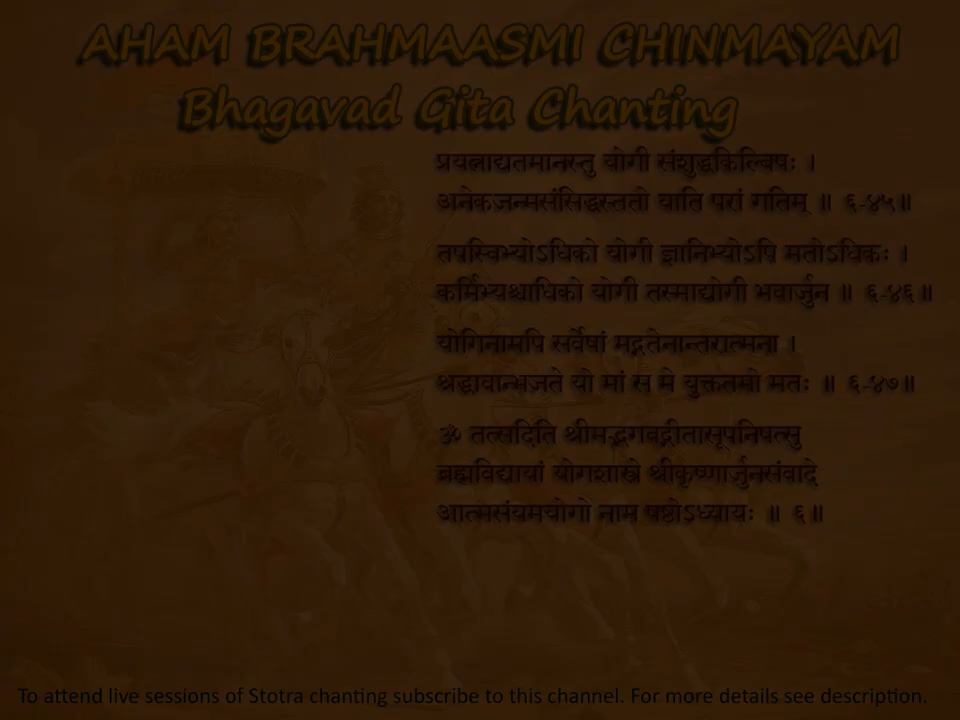 AHAM BRAHMAASMI CHINMAYAM
Bhagavad Gita Chanting
प्रयत्नाद्यतमानस्तु योगी संशुद्धकिल्बिषः ।
अनेकजन्मसंसिद्धस्ततो याति परां गतिम् ॥ ६-४५॥
तपस्विभ्योऽधिको योगी ज्ञानिभ्योऽपि मतोऽधिकः ।
कर्मिभ्यश्चाधिको योगी तस्माद्योगी भवार्जुन ॥ ६-४६॥
योगिनामपि सर्वेषां मद्गतेनान्तरात्मना ।
श्रद्धावान्भजते यो मां स मे युक्ततमो मतः ॥ ६-४७॥
ॐ तत्सदिति श्रीमद्भगवद्गीतासूपनिषत्सु
ब्रह्मविद्यायां योगशास्त्रे श्रीकृष्णार्जुनसंवादे
आत्मसंयमयोगो नाम षष्ठोऽध्यायः ॥ ६॥
To attend live sessions of Stotra chanting subscribe to this channel. For more details see description.